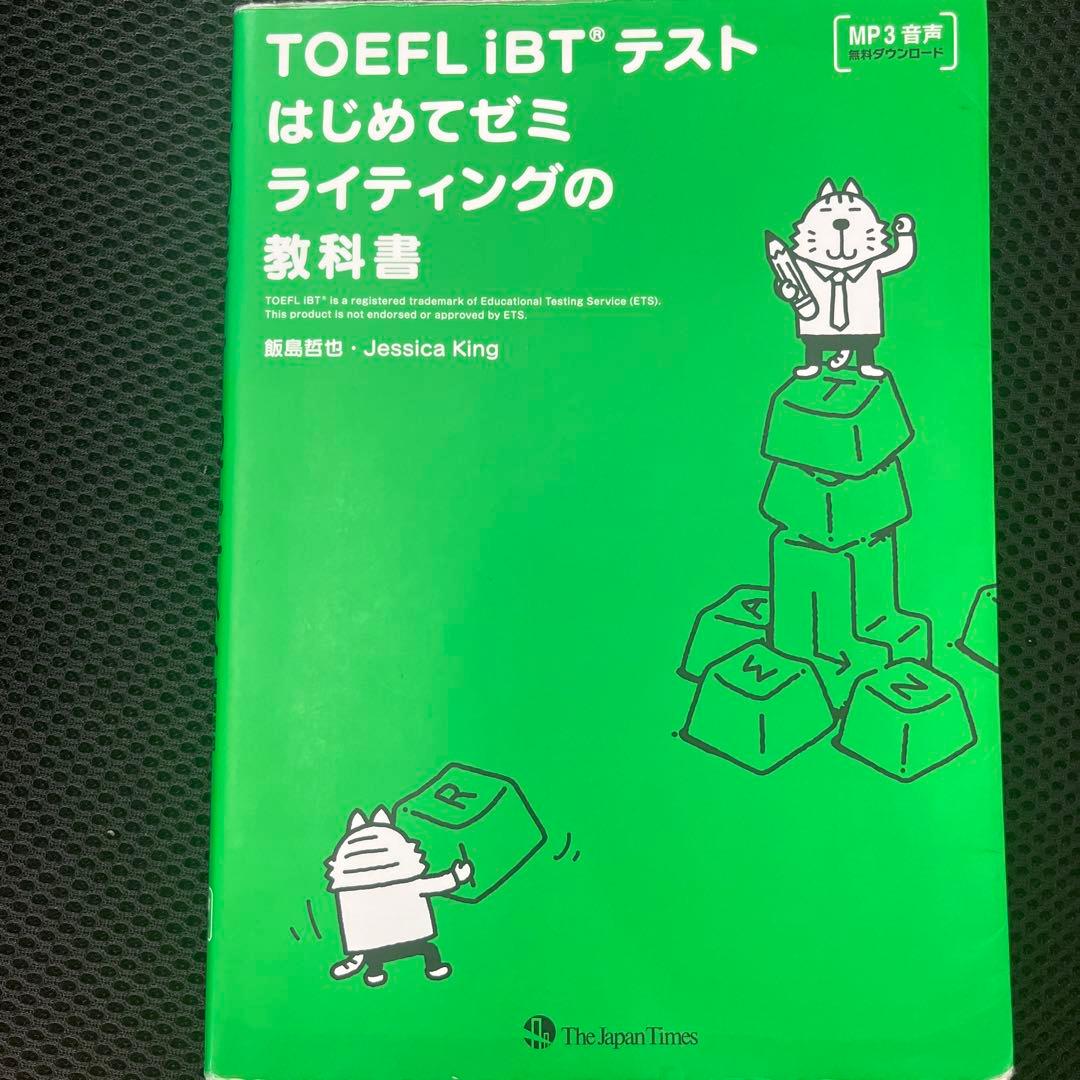 TOEFL iBT® テスト
はじめてゼミ
ライティングの
教科書
MP3 音声
無料ダウンロード
TOEFL iBT® is a registered trademark of Educational Testing Service (ETS).
This product is not endorsed or approved by ETS.
飯島哲也・Jessica King
T
I
A
W
N
R
The Japan Times